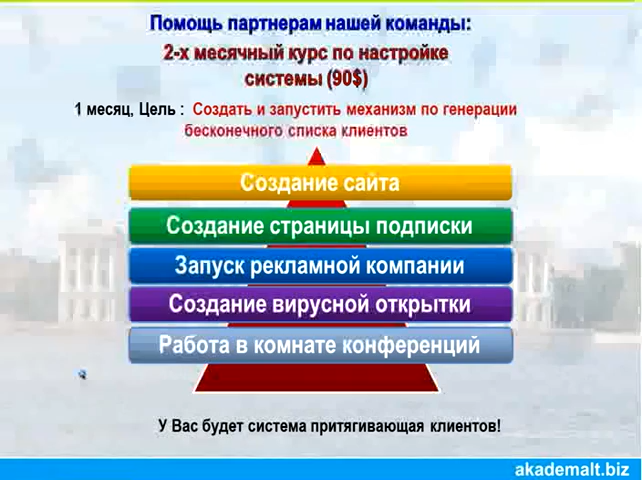 Помощь партнерам нашей команды:
2-х месячный курс по настройке
системы (90$)
1 месяц, Цель : Создать и запустить механизм по генерации
бесконечного списка клиентов
Создание сайта
Создание страницы подписки
Запуск рекламной компании
Создание вирусной открытки
Работа в комнате конференций
У Вас будет система притягивающая клиентов!
akademalt.biz